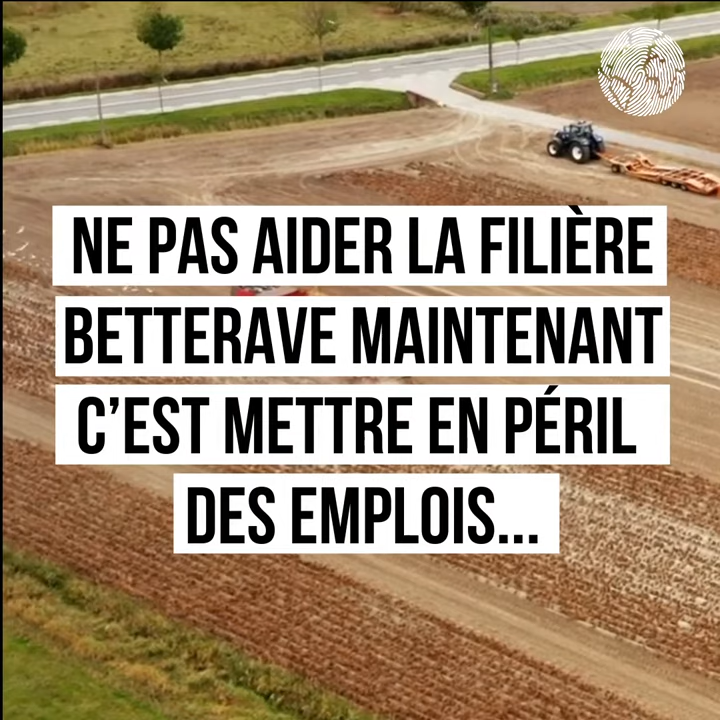 NE PAS AIDER LA FILIÈRE
BETTERAVE MAINTENANT
C'EST METTRE EN PÉRIL
DES EMPLOIS...